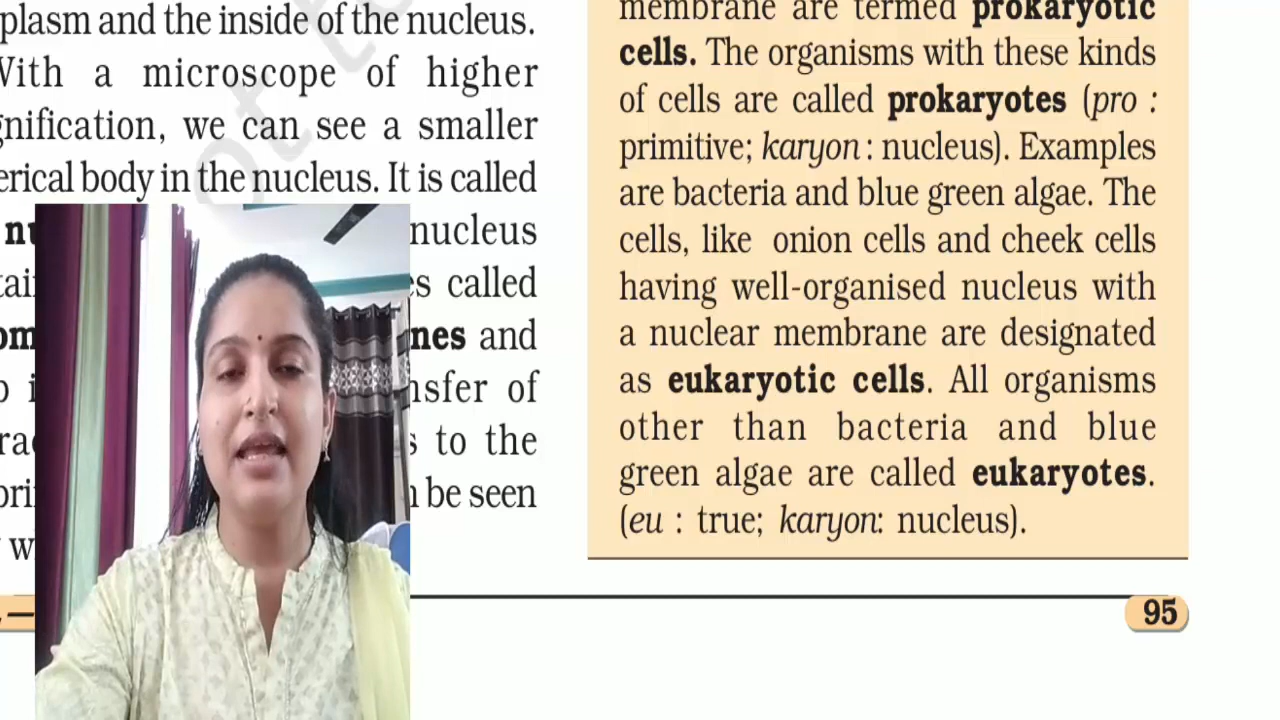 plasm and the inside of the nucleus.
With a microscope of higher
gnification, we can see a smaller
erical body in the nucleus. It is called
nucleus
called
and
nsfer of
s to the
be seen
membrane are termed prokaryotic
cells. The organisms with these kinds
of cells are called prokaryotes (pro :
primitive; karyon : nucleus). Examples
are bacteria and blue green algae. The
cells, like onion cells and cheek cells
having well-organised nucleus with
a nuclear membrane are designated
as eukaryotic cells. All organisms
other than bacteria and blue
green algae are called eukaryotes.
(eu : true; karyon: nucleus).
95